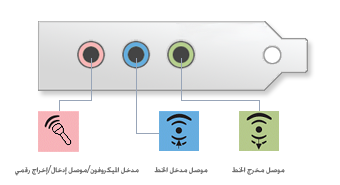 موصل مخرج الخط
موصل مدخل الخط
مدخل الميكروفون/موصل إدخال/إخراج رقمي